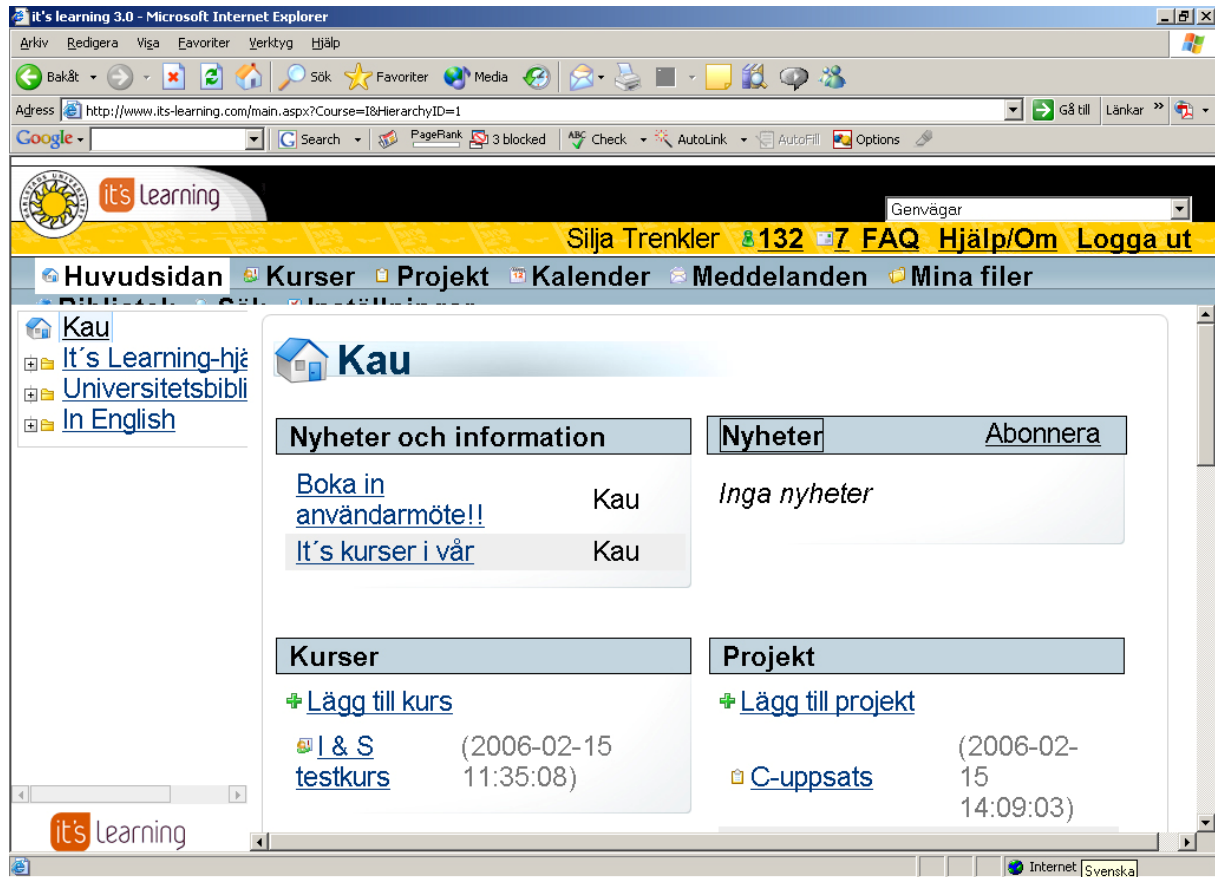 it's learning 3.0 - Microsoft Internet Explorer
Arkiv Redigera Visa Favoriter Verktyg Hjälp
Bakåt Sök Favoriter Media
Adress http://www.its-learning.com/main.aspx?Course=I&HierarchyID=1 Gå till Länkar »
Google Search PageRank 3 blocked ABC Check AutoLink AutoFill Options
it's Learning
Genvägar
Silja Trenkler 132 7 FAQ Hjälp/Om Logga ut
Huvudsidan Kurser Projekt Kalender Meddelanden Mina filer
Kau
It´s Learning-hjä
Universitetsbibli
In English
Kau
Nyheter och information
Boka in
användarmöte!! Kau
It´s kurser i vår Kau
Nyheter Abonnera
Inga nyheter
Kurser
Lägg till kurs
I & S (2006-02-15
testkurs 11:35:08)
Projekt
Lägg till projekt
(2006-02-
C-uppsats 15
14:09:03)
it's Learning
Internet Svenska